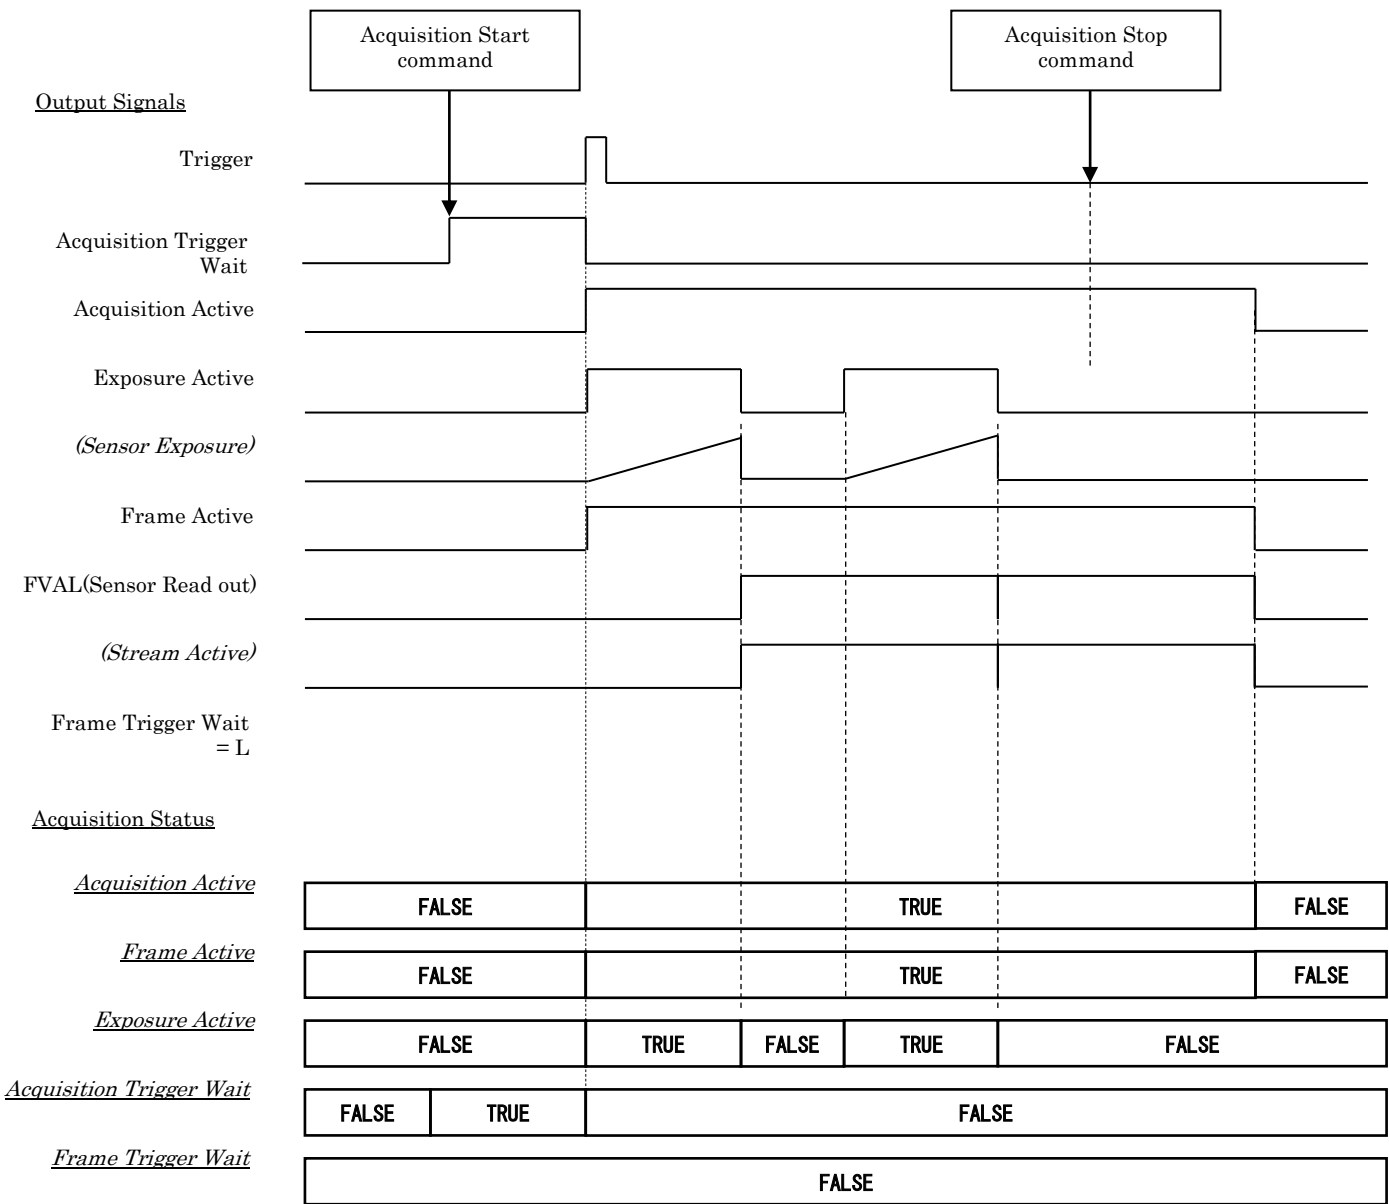 Acquisition Start
command
Acquisition Stop
command
Output Signals
Trigger
Acquisition Trigger
Wait
Acquisition Active
Exposure Active
(Sensor Exposure)
Frame Active
FVAL(Sensor Read out)
(Stream Active)
Frame Trigger Wait
= L
Acquisition Status
Acquisition Active
FALSE TRUE FALSE
Frame Active
FALSE TRUE FALSE
Exposure Active
FALSE TRUE FALSE TRUE FALSE
Acquisition Trigger Wait
FALSE TRUE FALSE
Frame Trigger Wait
FALSE